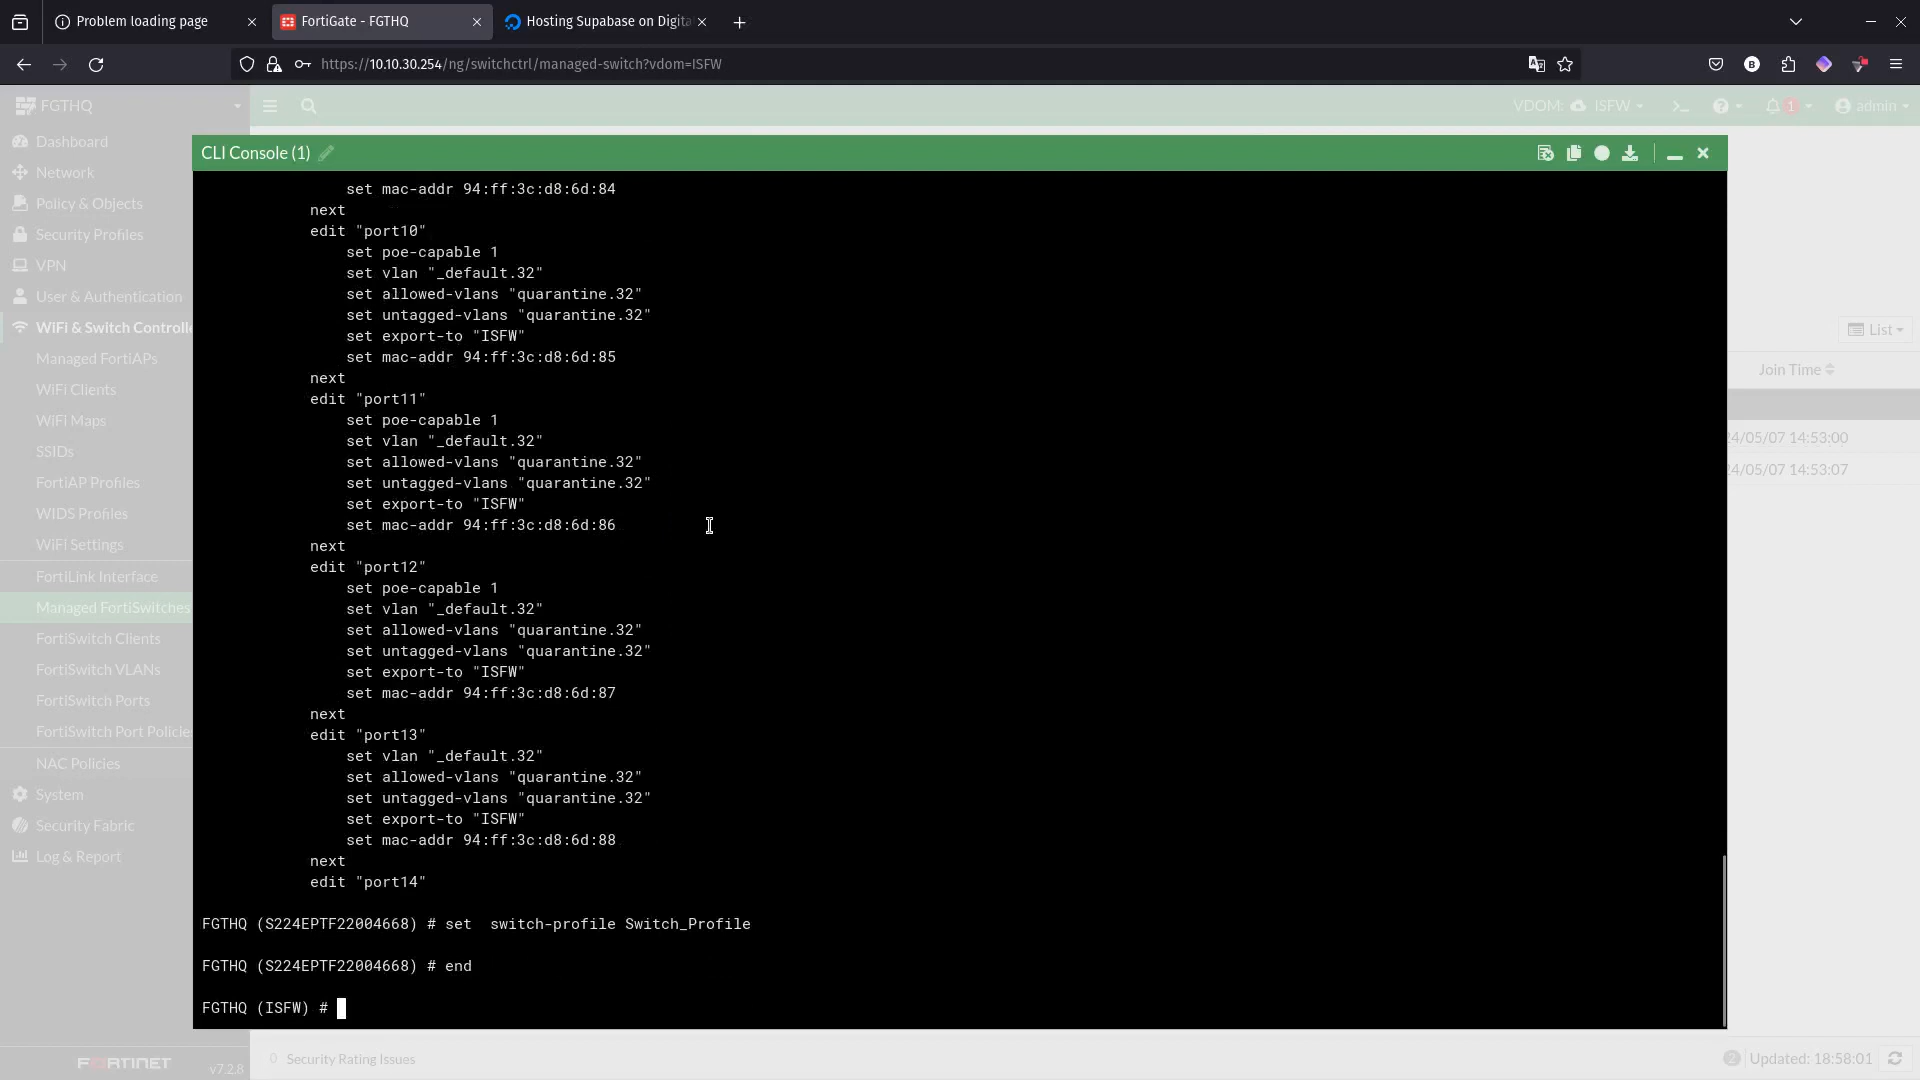 Problem loading page
FortiGate - FGTHQ
Hosting Supabase on Digita
https://10.10.30.254/ng/switchctrl/managed-switch?vdom=ISFW
B
FGTHQ
VDOM: ISFW
>_
1
admin
Dashboard
Network
Policy & Objects
Security Profiles
VPN
User & Authentication
WiFi & Switch Controlle
Managed FortiAPs
WiFi Clients
WiFi Maps
SSIDs
FortiAP Profiles
WIDS Profiles
WiFi Settings
FortiLink Interface
Managed FortiSwitches
FortiSwitch Clients
FortiSwitch VLANs
FortiSwitch Ports
FortiSwitch Port Policie
NAC Policies
System
Security Fabric
Log & Report
FORTINET
v7.2.8
CLI Console (1)
set mac-addr 94:ff:3c:d8:6d:84
next
edit "port10"
set poe-capable 1
set vlan "_default.32"
set allowed-vlans "quarantine.32"
set untagged-vlans "quarantine.32"
set export-to "ISFW"
set mac-addr 94:ff:3c:d8:6d:85
next
edit "port11"
set poe-capable 1
set vlan "_default.32"
set allowed-vlans "quarantine.32"
set untagged-vlans "quarantine.32"
set export-to "ISFW"
set mac-addr 94:ff:3c:d8:6d:86
next
edit "port12"
set poe-capable 1
set vlan "_default.32"
set allowed-vlans "quarantine.32"
set untagged-vlans "quarantine.32"
set export-to "ISFW"
set mac-addr 94:ff:3c:d8:6d:87
next
edit "port13"
set vlan "_default.32"
set allowed-vlans "quarantine.32"
set untagged-vlans "quarantine.32"
set export-to "ISFW"
set mac-addr 94:ff:3c:d8:6d:88
next
edit "port14"
FGTHQ (S224EPTF22004668) # set  switch-profile Switch_Profile
FGTHQ (S224EPTF22004668) # end
FGTHQ (ISFW) #
List
Join Time
24/05/07 14:53:00
24/05/07 14:53:07
0 Security Rating Issues
2 Updated: 18:58:01